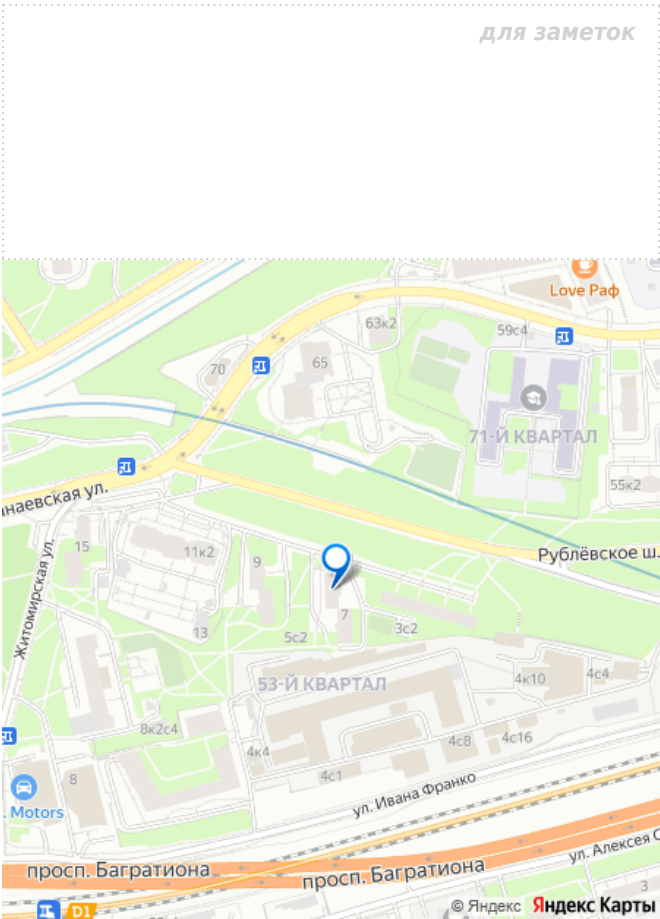 для заметок
Love Раф
63к2
59с4
65
70
71-Й КВАРТАЛ
55к2
наевская ул.
Рублёвское ш.
15
11к2
9
Житомирская ул.
7
13
5с2
3с2
53-Й КВАРТАЛ
4к10
4с4
8к2с4
4к4
4с8
4с16
4с1
8
Motors
ул. Ивана Франко
просп. Багратиона
просп. Багратиона
ул. Алексея С
3
D1
© Яндекс Яндекс Карты